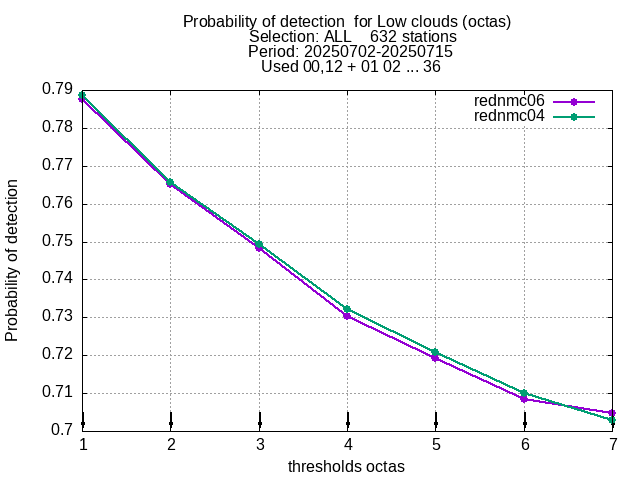 Probability of detection  for Low clouds (octas)
Selection: ALL    632 stations
Period: 20250702-20250715
Used 00,12 + 01 02 ... 36
rednmc06
rednmc04
0.79
0.78
0.77
0.76
0.75
0.74
0.73
0.72
0.71
0.7
Probability of detection
1 2 3 4 5 6 7
thresholds octas